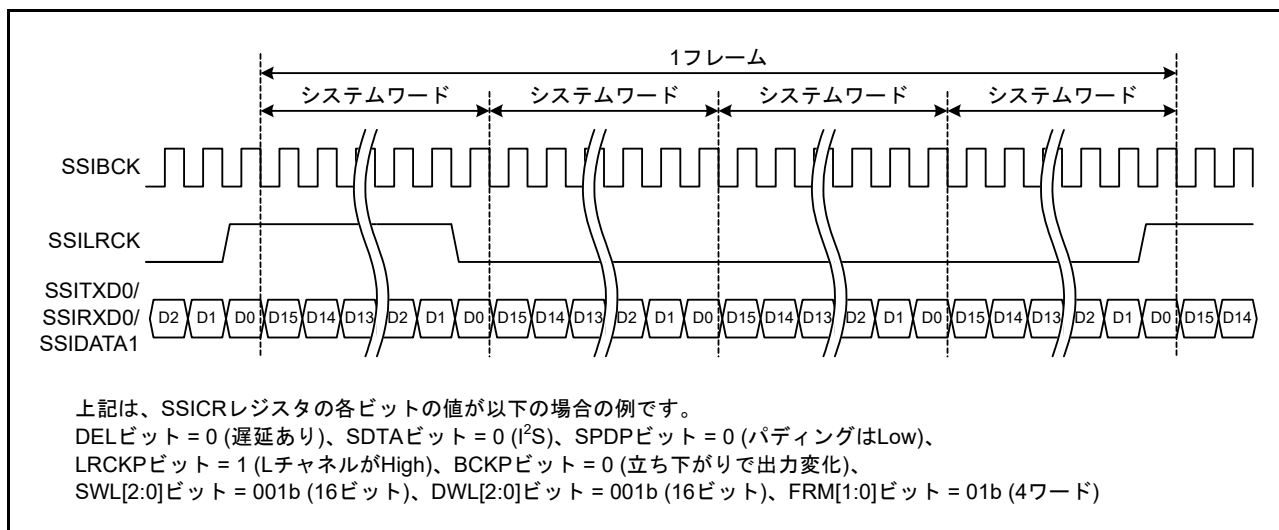 1フレーム
システムワード システムワード システムワード システムワード
SSIBCK
SSILRCK
SSITXD0/
SSIRXD0/
SSIDATA1
D2 D1 D0 D15 D14 D13 D2 D1 D0 D15 D14 D13 D2 D1 D0 D15 D14 D13 D2 D1 D0 D15 D14 D13 D2 D1 D0 D15 D14
上記は、SSICRレジスタの各ビットの値が以下の場合の例です。
DELビット = 0 (遅延あり)、SDTAビット = 0 (I²S)、SPDPビット = 0 (パディングはLow)、
LRCKPビット = 1 (LチャネルがHigh)、BCKPビット = 0 (立ち下がりで出力変化)、
SWL[2:0]ビット = 001b (16ビット)、DWL[2:0]ビット = 001b (16ビット)、FRM[1:0]ビット = 01b (4ワード)